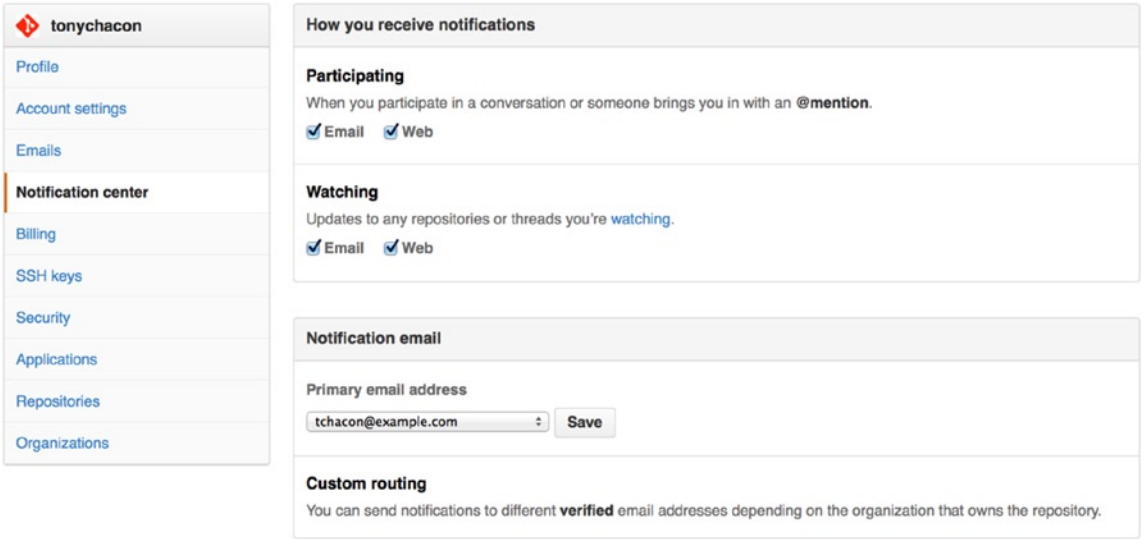 tonychacon
Profile
Account settings
Emails
Notification center
Billing
SSH keys
Security
Applications
Repositories
Organizations
How you receive notifications
Participating
When you participate in a conversation or someone brings you in with an @mention.
Email Web
Watching
Updates to any repositories or threads you're watching.
Email Web
Notification email
Primary email address
tchacon@example.com Save
Custom routing
You can send notifications to different verified email addresses depending on the organization that owns the repository.